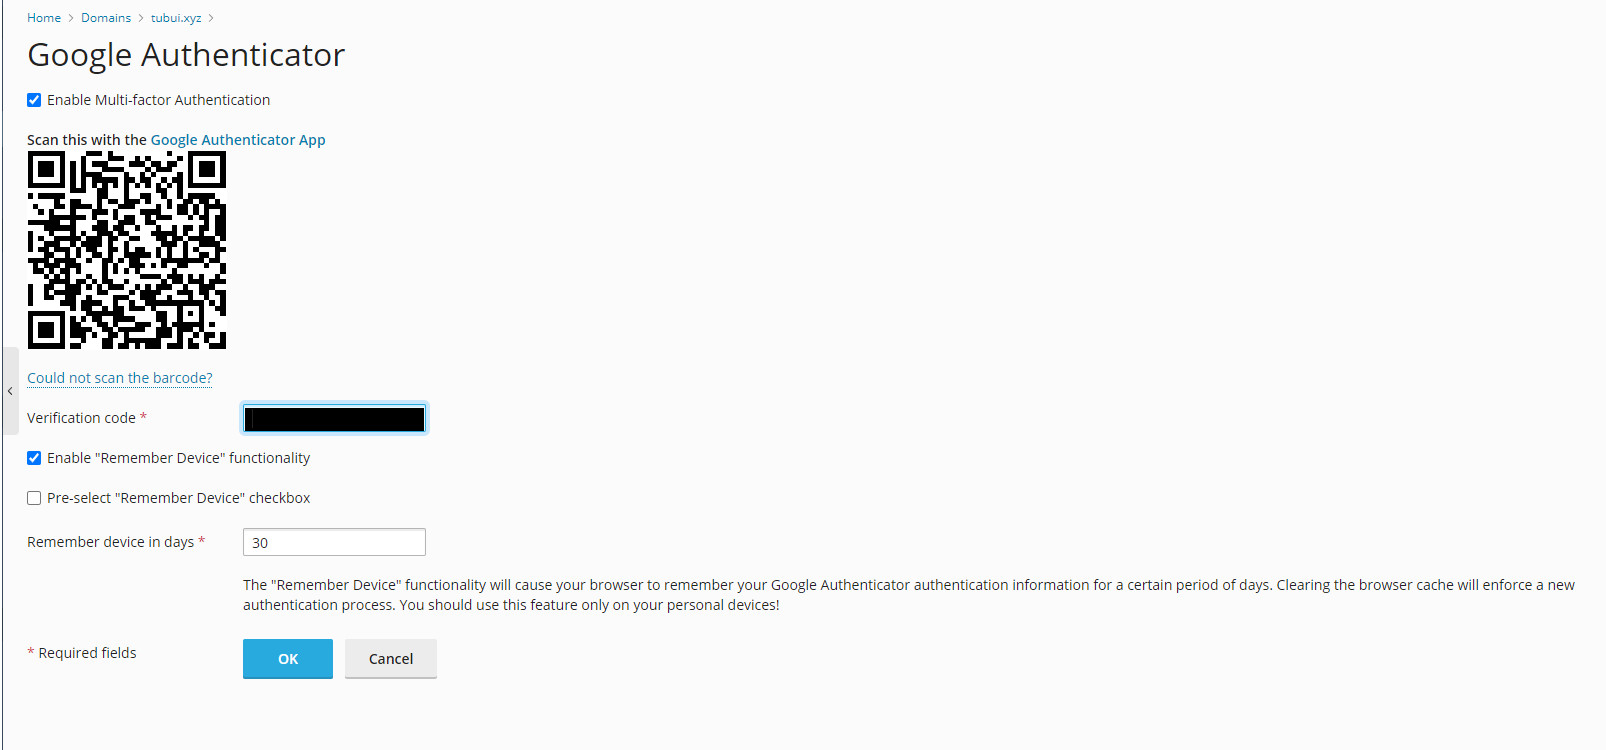 Home > Domains > tubui.xyz >
Google Authenticator
Enable Multi-factor Authentication
Scan this with the Google Authenticator App
Could not scan the barcode?
Verification code *
Enable "Remember Device" functionality
Pre-select "Remember Device" checkbox
Remember device in days * 30
The "Remember Device" functionality will cause your browser to remember your Google Authenticator authentication information for a certain period of days. Clearing the browser cache will enforce a new
authentication process. You should use this feature only on your personal devices!
* Required fields OK Cancel